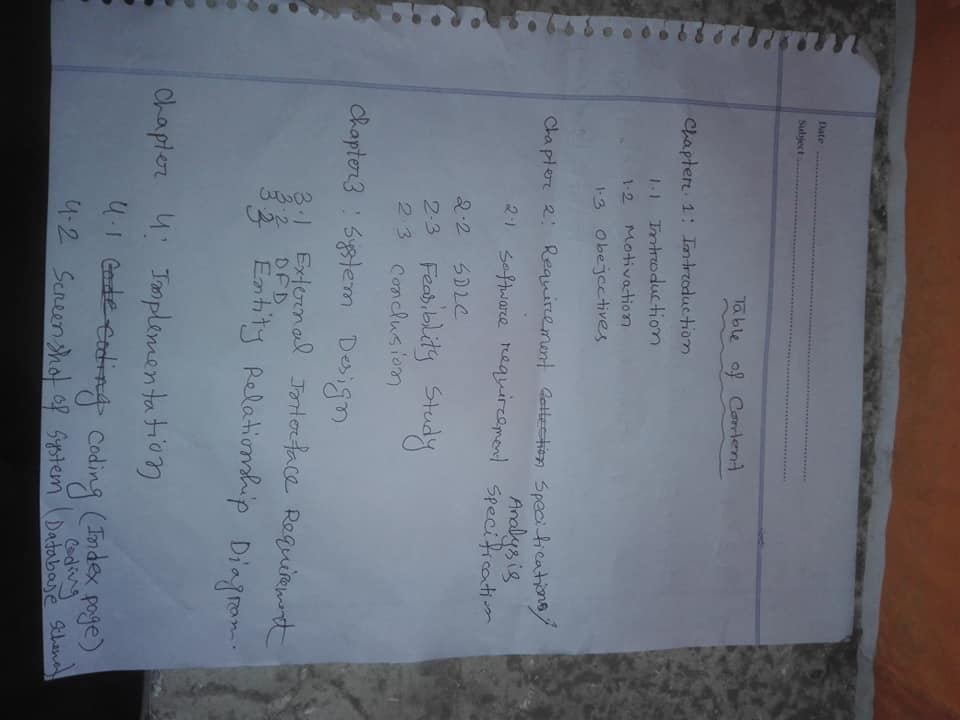 Date
Subject
Table of Content
Chapter.1: Introduction
1.1 Introduction
1.2 Motivation
1.3 Obejectives
Chapter 2: Requirement Collection Specifications/
Analysis
2.1 Software requirement Specification
2.2 SDLC
2.3 Feasiblity Study
2.3 Conclusion
Chapter3: System Design
3.1 External Interface Requirement
3.2 DFD
3.3 Entity Relationship Diagram.
Chapter 4: Implementation
4.1 Code Coding Coding (Index page)
Coding
4.2 Screenshot of System (Database Schema)